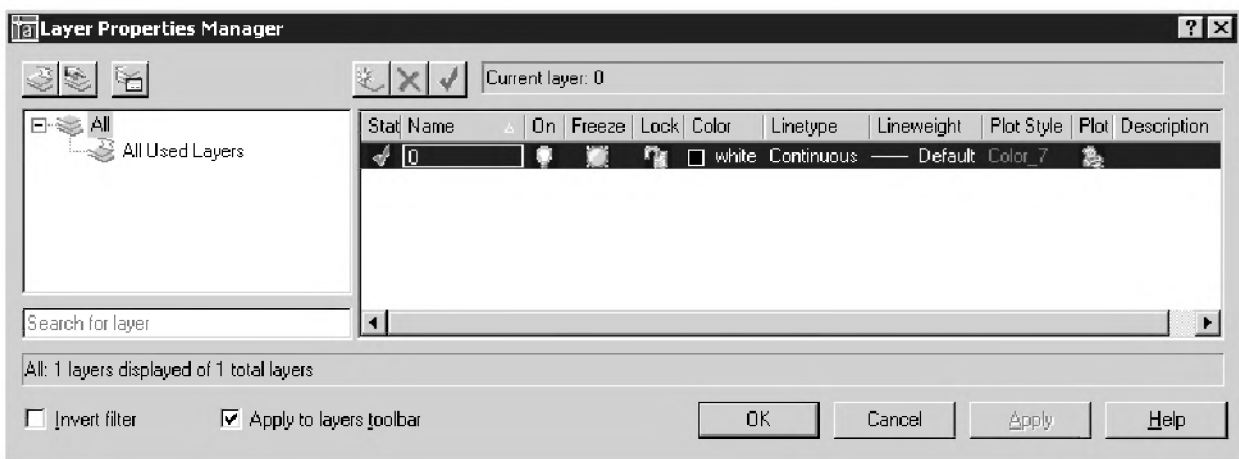 Layer Properties Manager
Current layer: 0
All
All Used Layers
Stat Name On Freeze Lock Color Linetype Lineweight Plot Style Plot Description
0 white Continuous Default Color_7
Search for layer
All: 1 layers displayed of 1 total layers
Invert filter Apply to layers toolbar OK Cancel Apply Help